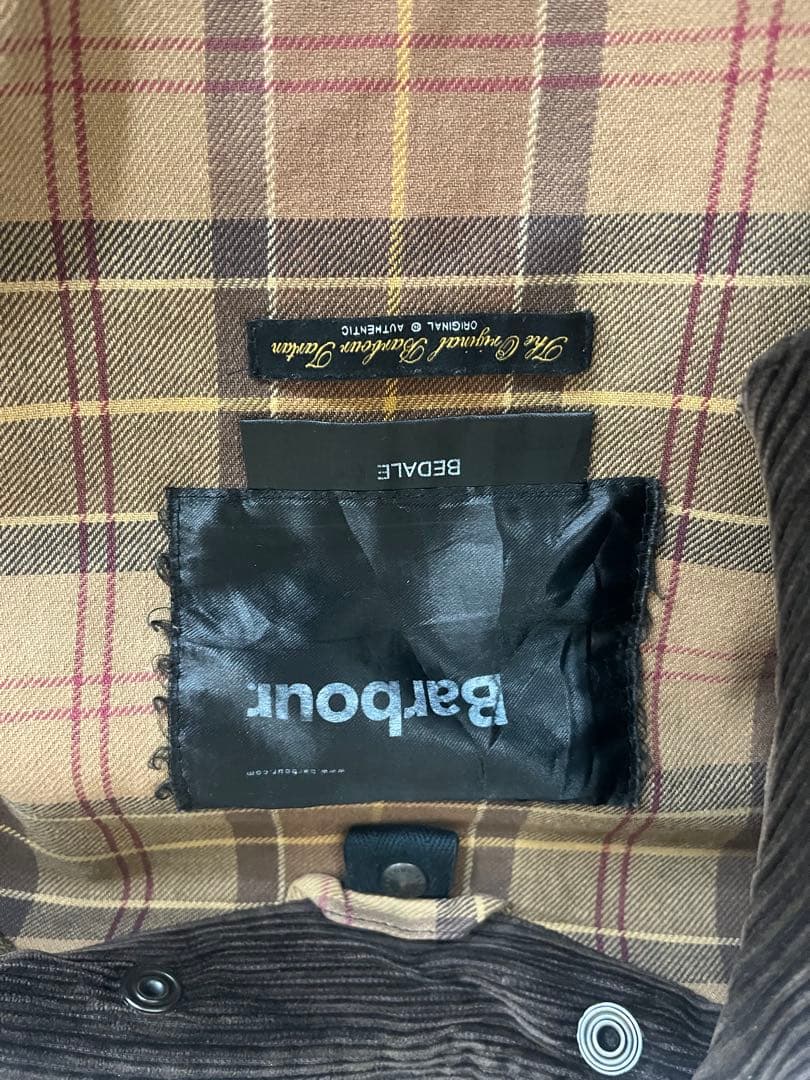 www.barbour.com
Barbour
BEDALE
The Original Barbour Tartan
ORIGINAL & AUTHENTIC